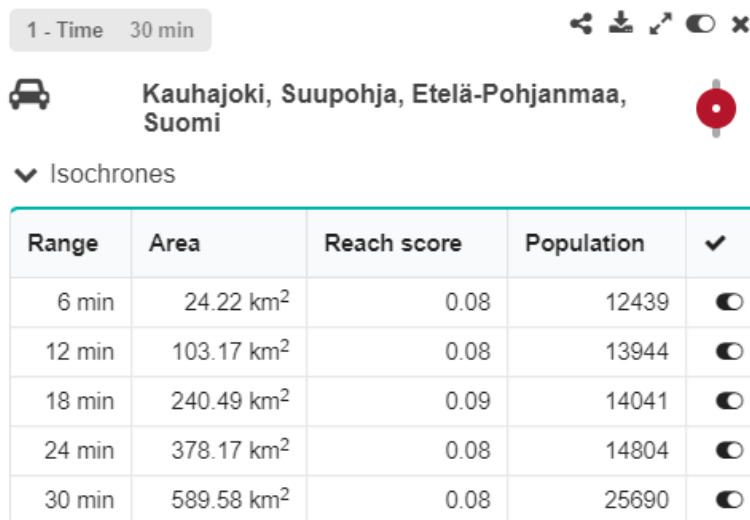 1 - Time 30 min
Kauhajoki, Suupohja, Etelä-Pohjanmaa,
Suomi
Isochrones
Range Area Reach score Population
6 min 24.22 km² 0.08 12439
12 min 103.17 km² 0.08 13944
18 min 240.49 km² 0.09 14041
24 min 378.17 km² 0.08 14804
30 min 589.58 km² 0.08 25690